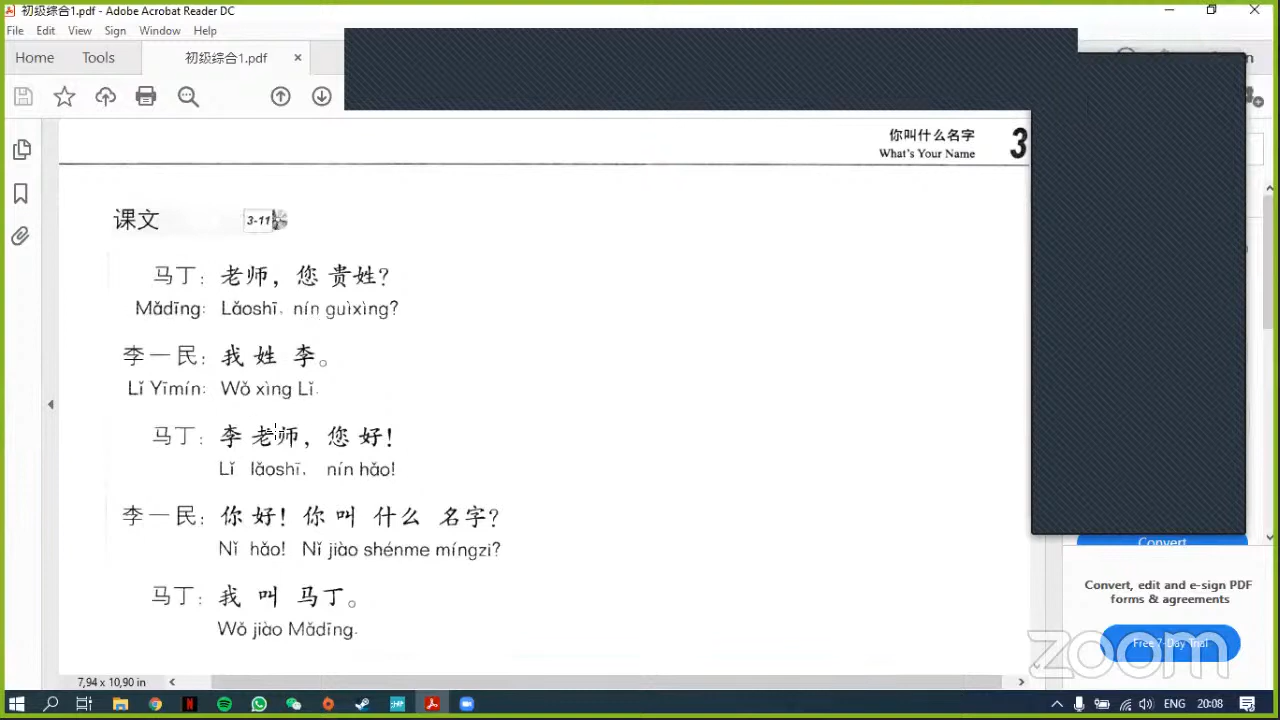 初级综合1.pdf - Adobe Acrobat Reader DC
File Edit View Sign Window Help
Home Tools 初级综合1.pdf ×
你叫什么名字 3
What's Your Name
课文 3-11
马丁：老师，您 贵姓？
Mǎdīng: Lǎoshī, nín guìxìng?
李一民：我 姓 李。
Lǐ Yīmín: Wǒ xìng Lǐ.
马丁：李 老师，您 好！
Lǐ lǎoshī, nín hǎo!
李一民：你 好！ 你 叫 什么 名字？
Nǐ hǎo! Nǐ jiào shénme míngzi?
马丁：我 叫 马丁。
Wǒ jiào Mǎdīng.
Convert
Convert, edit and e-sign PDF
forms & agreements
Free 7-Day Trial
zoom
7,94 x 10,90 in
ENG 20:08